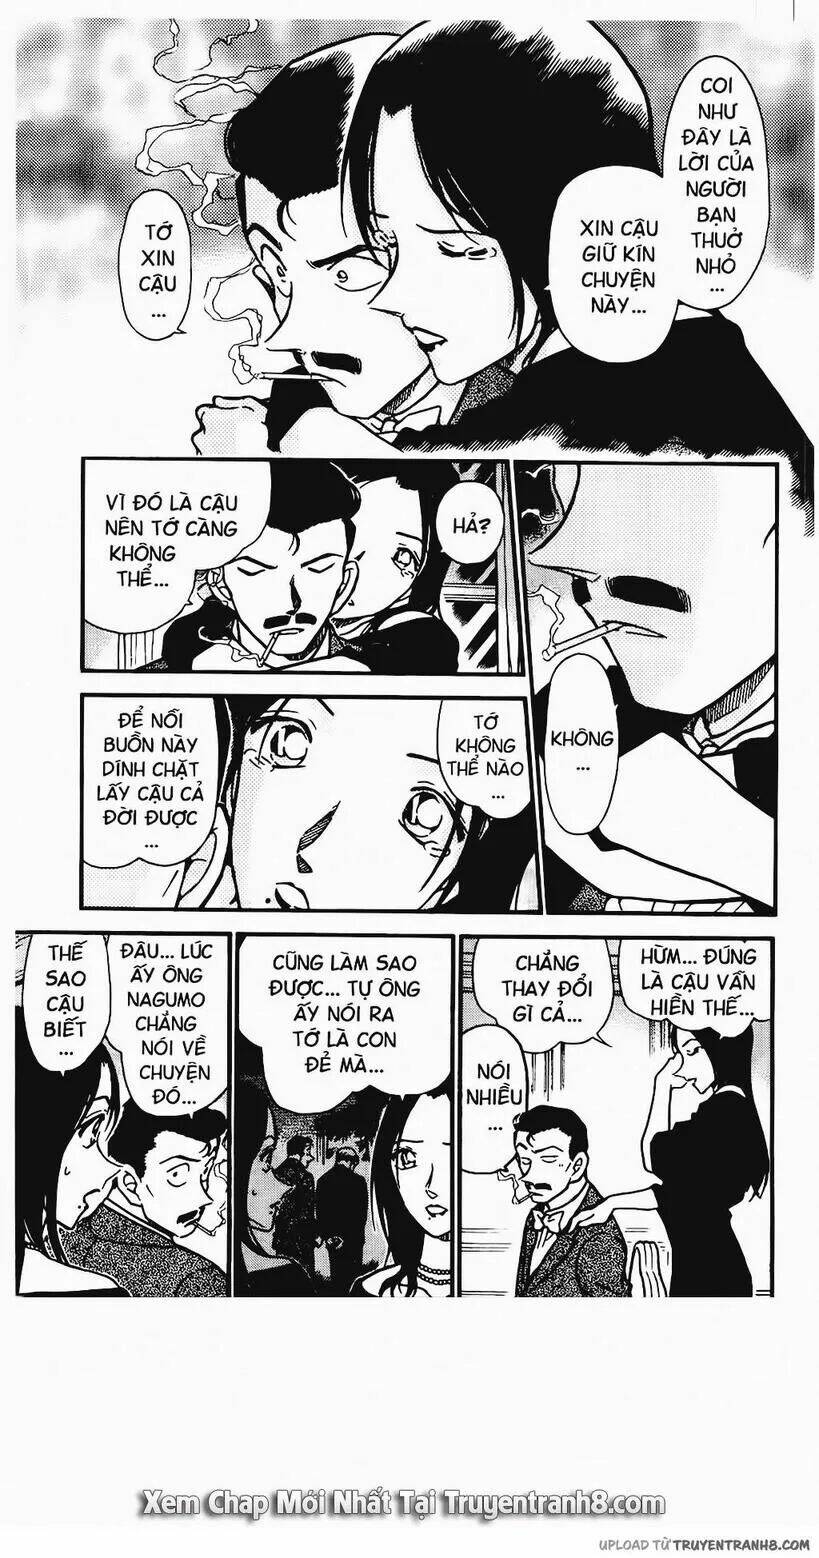 COI
NHƯ
ĐÂY LÀ
LỜI CỦA
NGƯỜI
BẠN
THUỞ
NHỎ
...
XIN CẬU
GIỮ KÍN
CHUYỆN
NÀY...
TỚ
XIN
CẬU
...
KHÔNG
...
HẢ?
VÌ ĐÓ LÀ CẬU
NÊN TỚ CÀNG
KHÔNG
THỂ...
TỚ
KHÔNG
THỂ NÀO
...
ĐỂ NỖI
BUỒN NÀY
DÍNH CHẶT
LẤY CẬU CẢ
ĐỜI ĐƯỢC
...
HỪM... ĐÚNG
LÀ CẬU VẪN
HIỀN THẾ...
CHẲNG
THAY ĐỔI
GÌ CẢ...
NÓI
NHIỀU
CŨNG LÀM SAO
ĐƯỢC... TỰ ÔNG
ẤY NÓI RA
TỚ LÀ CON
ĐẺ MÀ...
ĐÂU... LÚC
ẤY ÔNG
NAGUMO
CHẲNG
NÓI VỀ
CHUYỆN
ĐÓ...
THẾ
SAO
CẬU
BIẾT
...
Xem Chap Mới Nhất Tại Truyentranh8.com
UPLOAD TỪ TRUYENTRANH8.COM